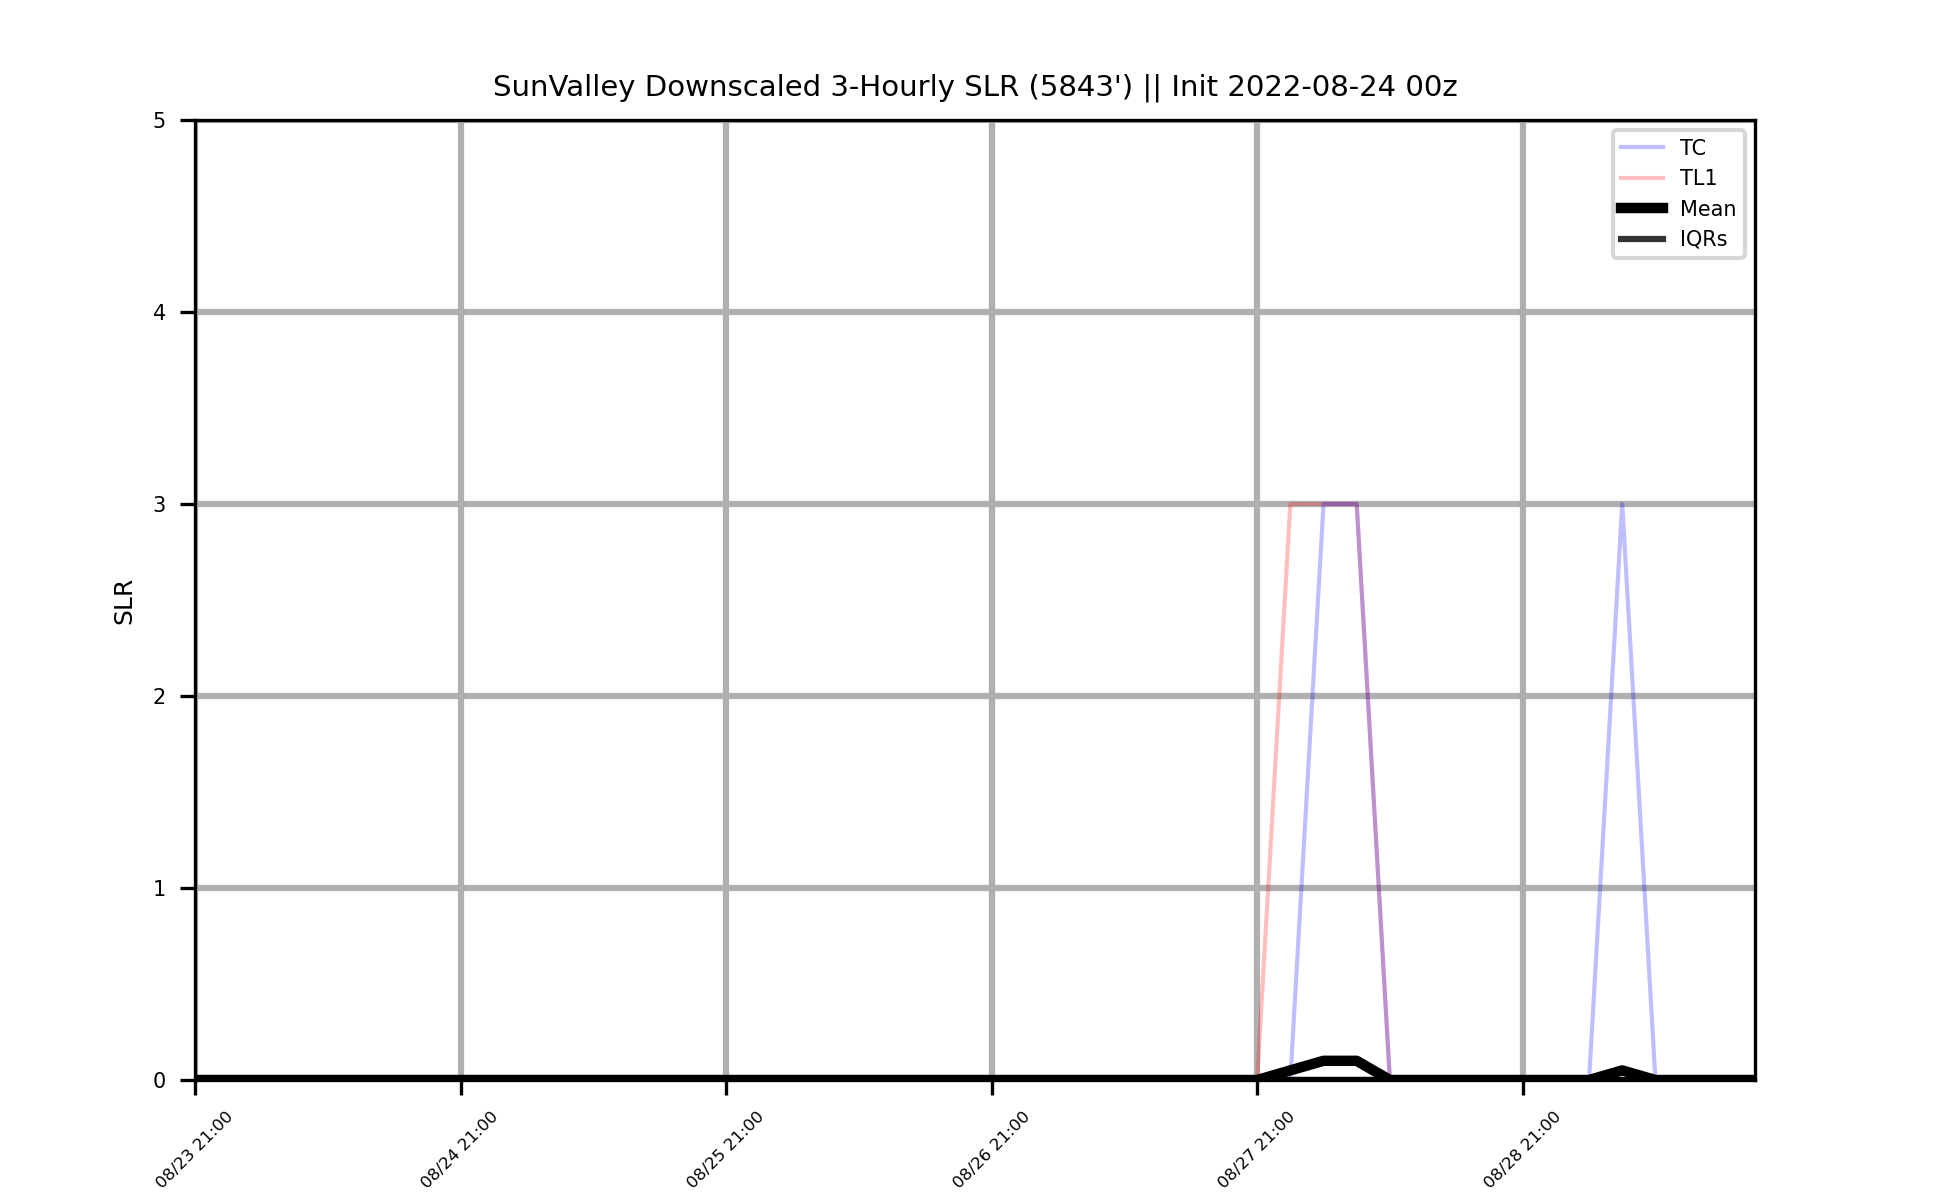 SunValley Downscaled 3-Hourly SLR (5843') || Init 2022-08-24 00z
TC
TL1
Mean
IQRs
SLR
5
4
3
2
1
0
08/23 21:00
08/24 21:00
08/25 21:00
08/26 21:00
08/27 21:00
08/28 21:00